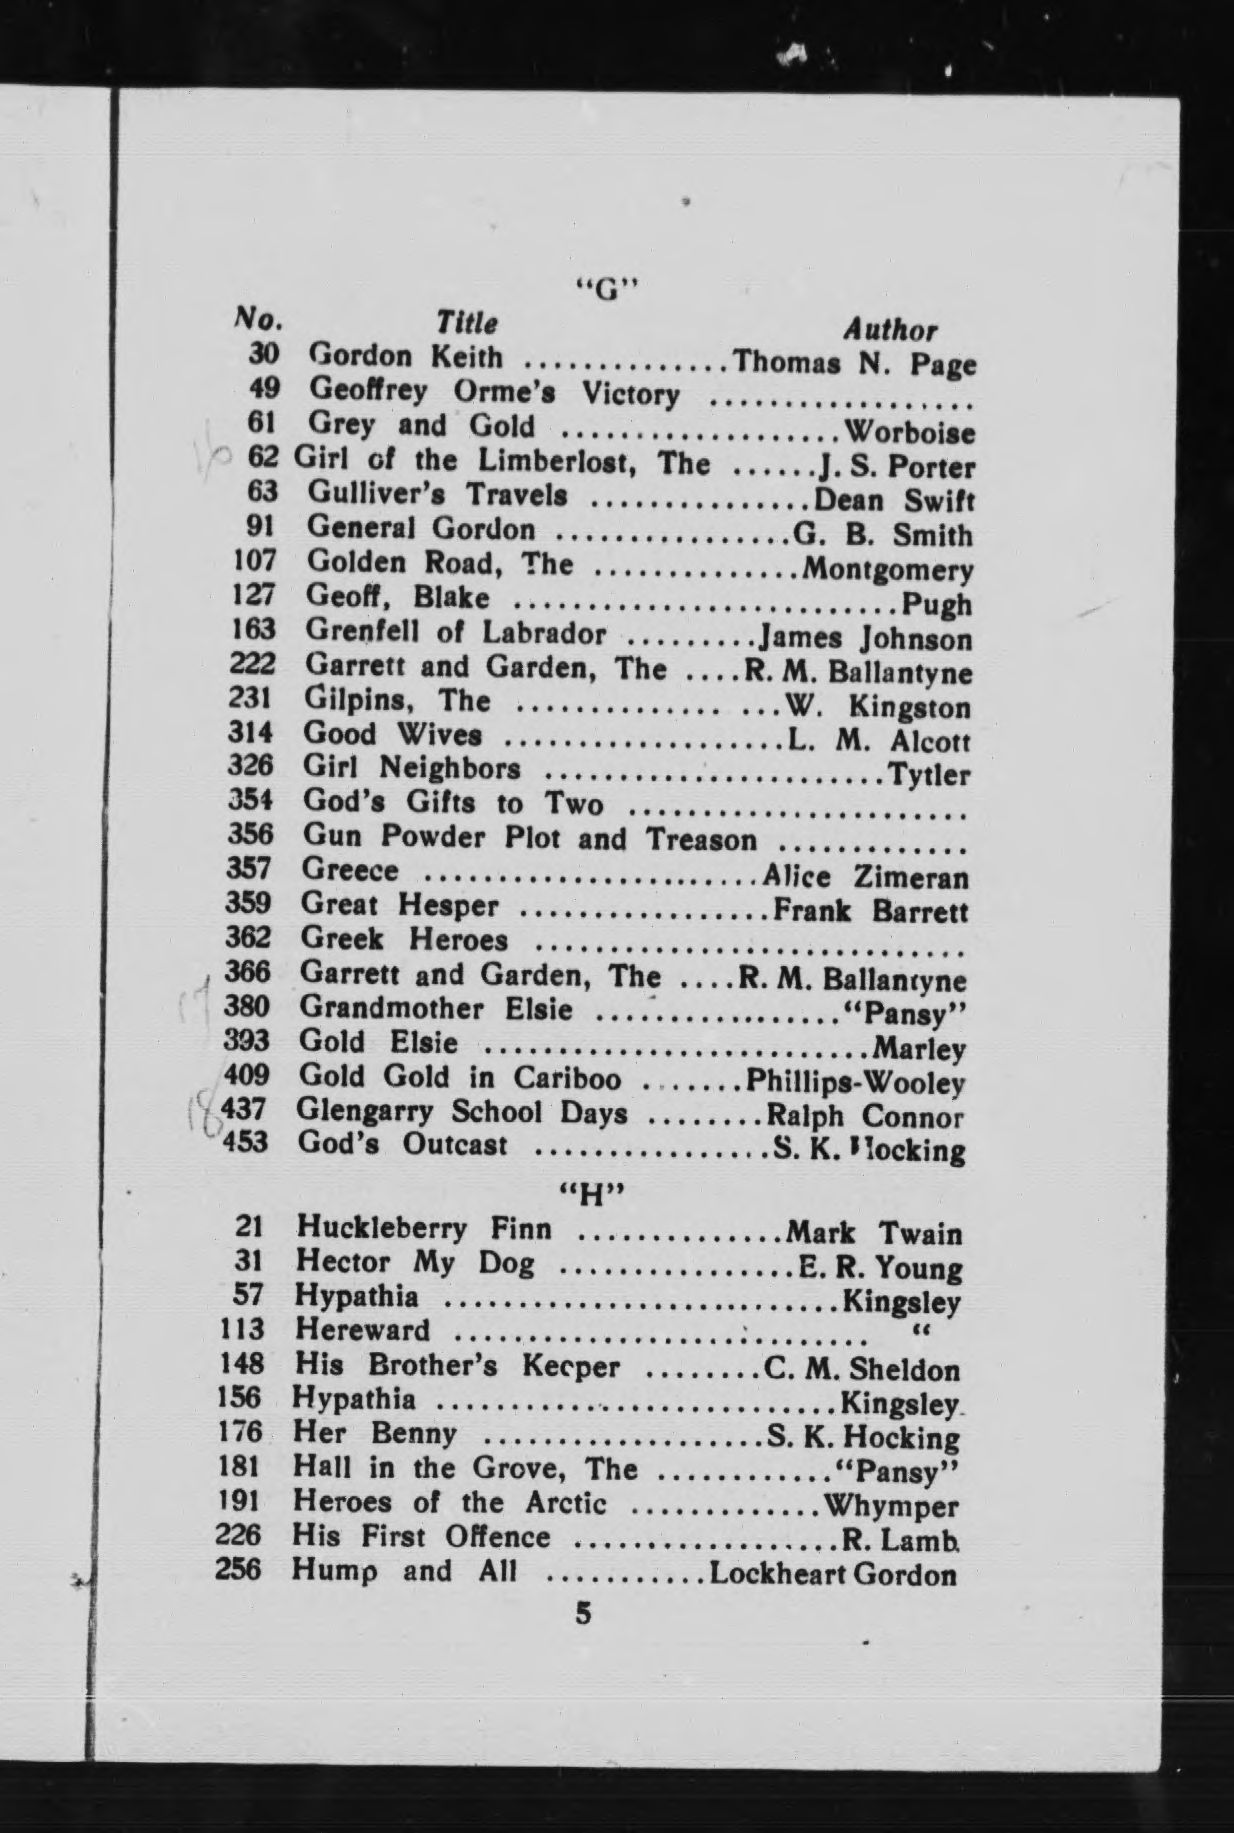 “G”
No. Title Author
30 Gordon Keith ..............Thomas N. Page
49 Geoffrey Orme's Victory ..................
61 Grey and Gold ...................Worboise
16 62 Girl of the Limberlost, The ......J. S. Porter
63 Gulliver's Travels ...............Dean Swift
91 General Gordon ................G. B. Smith
107 Golden Road, The ..............Montgomery
127 Geoff, Blake ..........................Pugh
163 Grenfell of Labrador .........James Johnson
222 Garrett and Garden, The ....R. M. Ballantyne
231 Gilpins, The .............. ...W. Kingston
314 Good Wives ...................L. M. Alcott
326 Girl Neighbors .......................Tytler
354 God's Gifts to Two .......................
356 Gun Powder Plot and Treason .............
357 Greece .......................Alice Zimeran
359 Great Hesper .................Frank Barrett
362 Greek Heroes .............................
366 Garrett and Garden, The ....R. M. Ballantyne
17 380 Grandmother Elsie .................“Pansy”
393 Gold Elsie ..........................Marley
409 Gold Gold in Cariboo .......Phillips-Wooley
18 437 Glengarry School Days ........Ralph Connor
453 God's Outcast ................S. K. Hocking
“H”
21 Huckleberry Finn ..............Mark Twain
31 Hector My Dog ................E. R. Young
57 Hypathia ...........................Kingsley
113 Hereward ............................ “
148 His Brother's Keeper ........C. M. Sheldon
156 Hypathia ...........................Kingsley
176 Her Benny ...................S. K. Hocking
181 Hall in the Grove, The ............“Pansy”
191 Heroes of the Arctic .............Whymper
226 His First Offence ..................R. Lamb
256 Hump and All ...........Lockheart Gordon
5